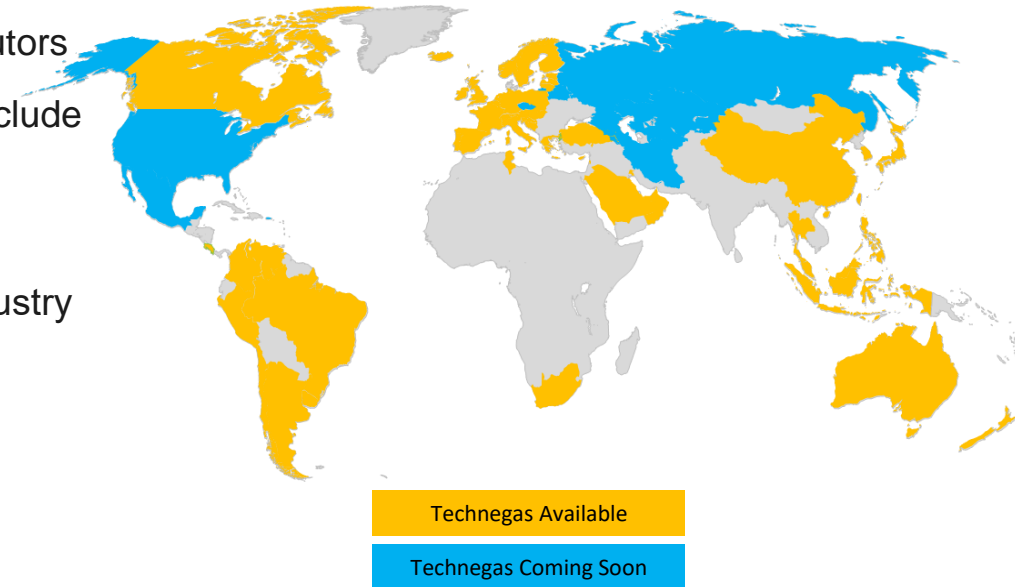 utors
clude
ustry
Technegas Available
Technegas Coming Soon